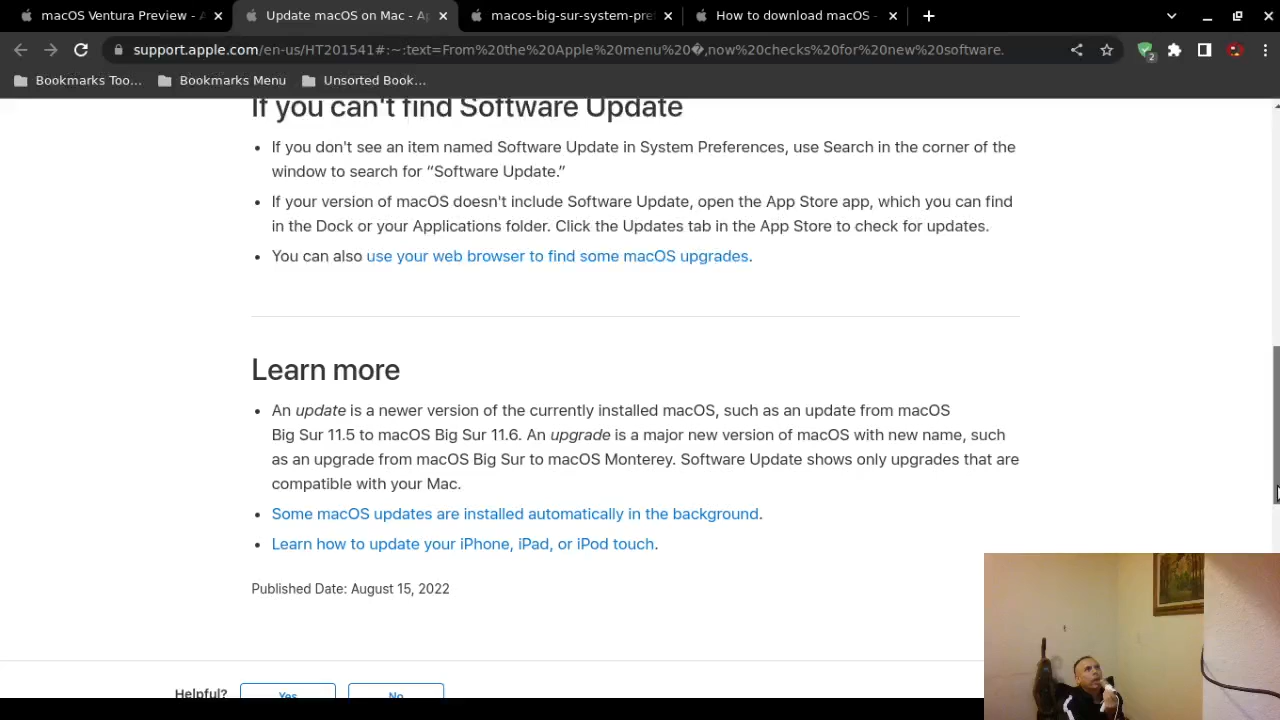 macOS Ventura Preview - A
Update macOS on Mac - Ap
macos-big-sur-system-pre
How to download macOS -
support.apple.com/en-us/HT201541#:~:text=From%20the%20Apple%20menu%20�,now%20checks%20for%20new%20software.
2
Bookmarks Too...
Bookmarks Menu
Unsorted Book...
If you can't find Software Update
• If you don't see an item named Software Update in System Preferences, use Search in the corner of the
window to search for “Software Update.”
• If your version of macOS doesn't include Software Update, open the App Store app, which you can find
in the Dock or your Applications folder. Click the Updates tab in the App Store to check for updates.
• You can also use your web browser to find some macOS upgrades.
Learn more
• An update is a newer version of the currently installed macOS, such as an update from macOS
Big Sur 11.5 to macOS Big Sur 11.6. An upgrade is a major new version of macOS with new name, such
as an upgrade from macOS Big Sur to macOS Monterey. Software Update shows only upgrades that are
compatible with your Mac.
• Some macOS updates are installed automatically in the background.
• Learn how to update your iPhone, iPad, or iPod touch.
Published Date: August 15, 2022
Helpful?
Yes
No